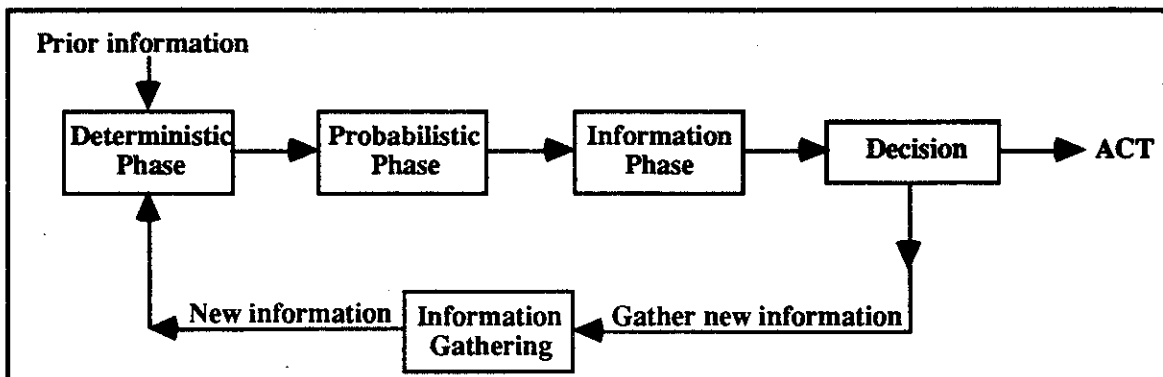 Prior information
Deterministic
Phase
Probabilistic
Phase
Information
Phase
Decision
ACT
New information
Information
Gathering
Gather new information